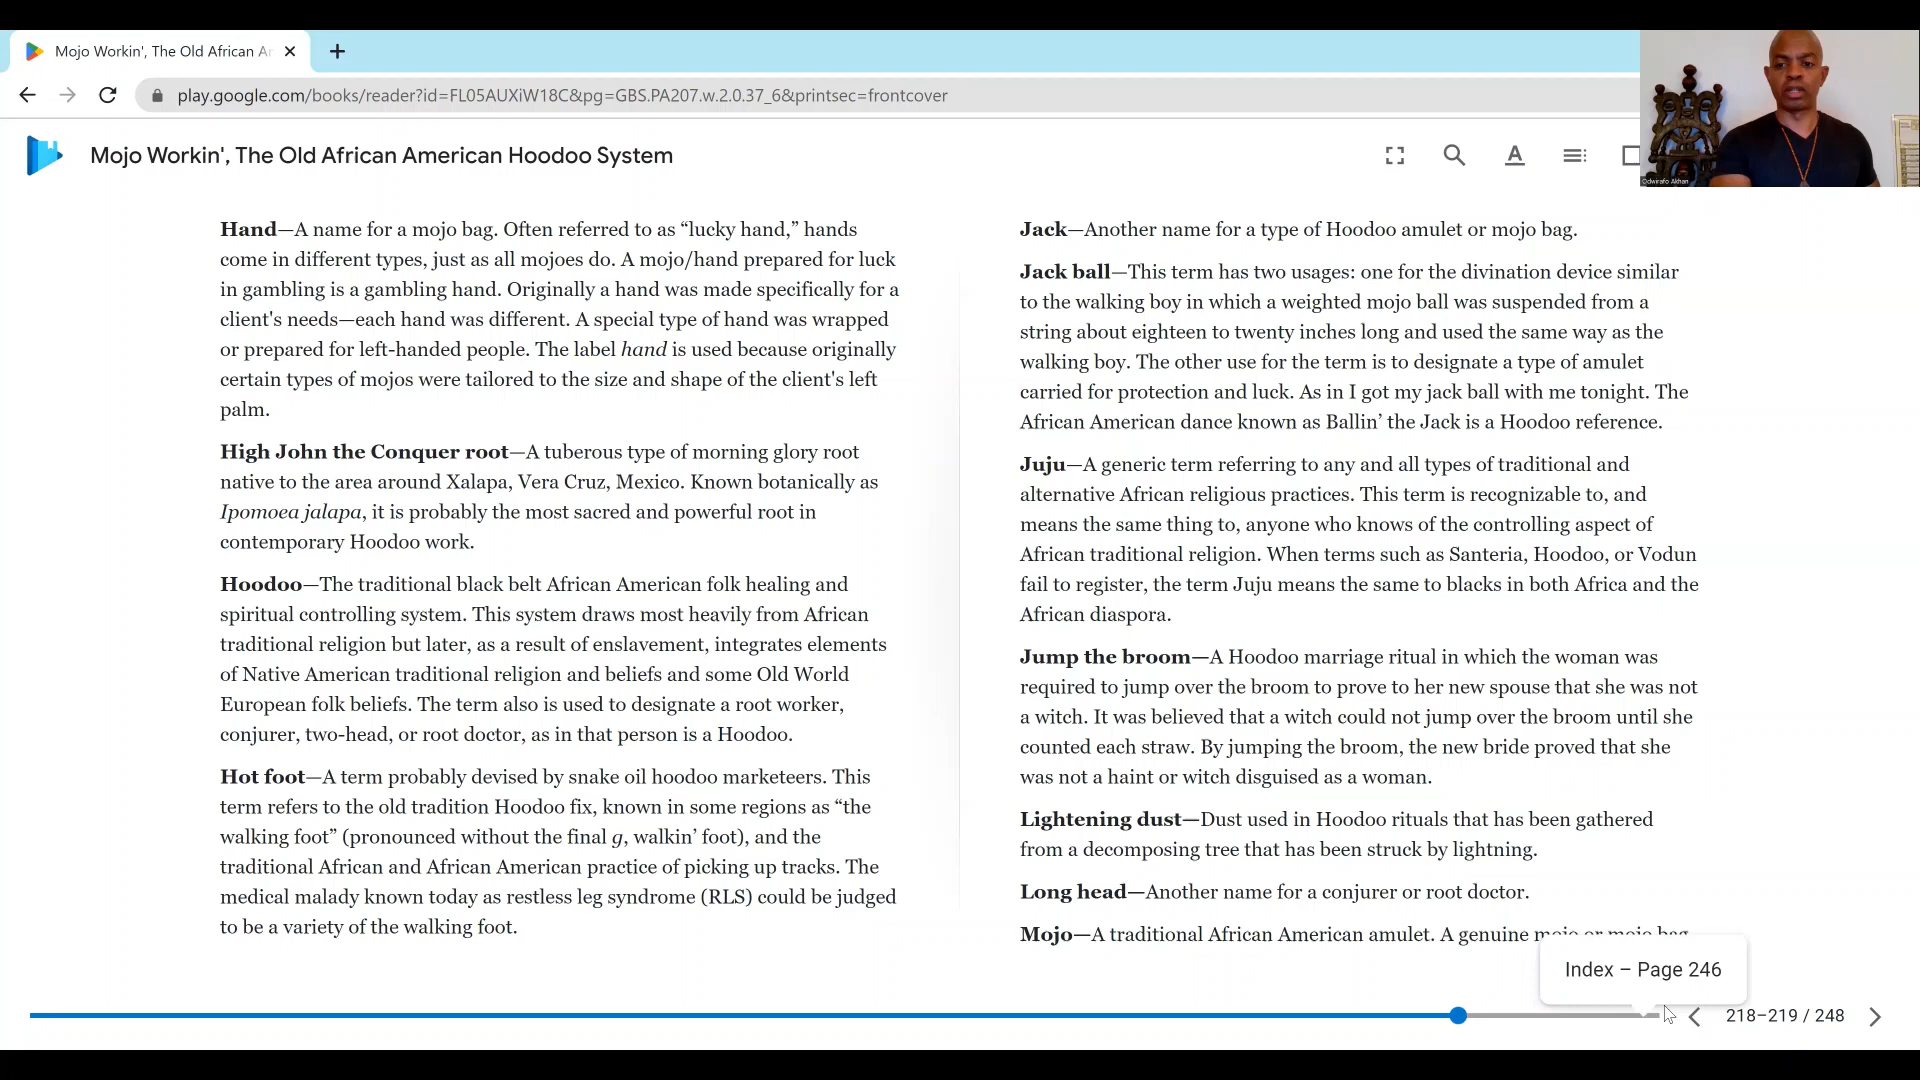 Mojo Workin', The Old African Ar
play.google.com/books/reader?id=FL05AUXiW18C&pg=GBS.PA207.w.2.0.37_6&printsec=frontcover
Mojo Workin', The Old African American Hoodoo System
Odwirafo Akhan
Hand—A name for a mojo bag. Often referred to as “lucky hand,” hands
come in different types, just as all mojoes do. A mojo/hand prepared for luck
in gambling is a gambling hand. Originally a hand was made specifically for a
client's needs—each hand was different. A special type of hand was wrapped
or prepared for left-handed people. The label hand is used because originally
certain types of mojos were tailored to the size and shape of the client's left
palm.
High John the Conquer root—A tuberous type of morning glory root
native to the area around Xalapa, Vera Cruz, Mexico. Known botanically as
Ipomoea jalapa, it is probably the most sacred and powerful root in
contemporary Hoodoo work.
Hoodoo—The traditional black belt African American folk healing and
spiritual controlling system. This system draws most heavily from African
traditional religion but later, as a result of enslavement, integrates elements
of Native American traditional religion and beliefs and some Old World
European folk beliefs. The term also is used to designate a root worker,
conjurer, two-head, or root doctor, as in that person is a Hoodoo.
Hot foot—A term probably devised by snake oil hoodoo marketeers. This
term refers to the old tradition Hoodoo fix, known in some regions as “the
walking foot” (pronounced without the final g, walkin’ foot), and the
traditional African and African American practice of picking up tracks. The
medical malady known today as restless leg syndrome (RLS) could be judged
to be a variety of the walking foot.
Jack—Another name for a type of Hoodoo amulet or mojo bag.
Jack ball—This term has two usages: one for the divination device similar
to the walking boy in which a weighted mojo ball was suspended from a
string about eighteen to twenty inches long and used the same way as the
walking boy. The other use for the term is to designate a type of amulet
carried for protection and luck. As in I got my jack ball with me tonight. The
African American dance known as Ballin’ the Jack is a Hoodoo reference.
Juju—A generic term referring to any and all types of traditional and
alternative African religious practices. This term is recognizable to, and
means the same thing to, anyone who knows of the controlling aspect of
African traditional religion. When terms such as Santeria, Hoodoo, or Vodun
fail to register, the term Juju means the same to blacks in both Africa and the
African diaspora.
Jump the broom—A Hoodoo marriage ritual in which the woman was
required to jump over the broom to prove to her new spouse that she was not
a witch. It was believed that a witch could not jump over the broom until she
counted each straw. By jumping the broom, the new bride proved that she
was not a haint or witch disguised as a woman.
Lightening dust—Dust used in Hoodoo rituals that has been gathered
from a decomposing tree that has been struck by lightning.
Long head—Another name for a conjurer or root doctor.
Mojo—A traditional African American amulet. A genuine mojo or mojo bag
Index – Page 246
218–219 / 248